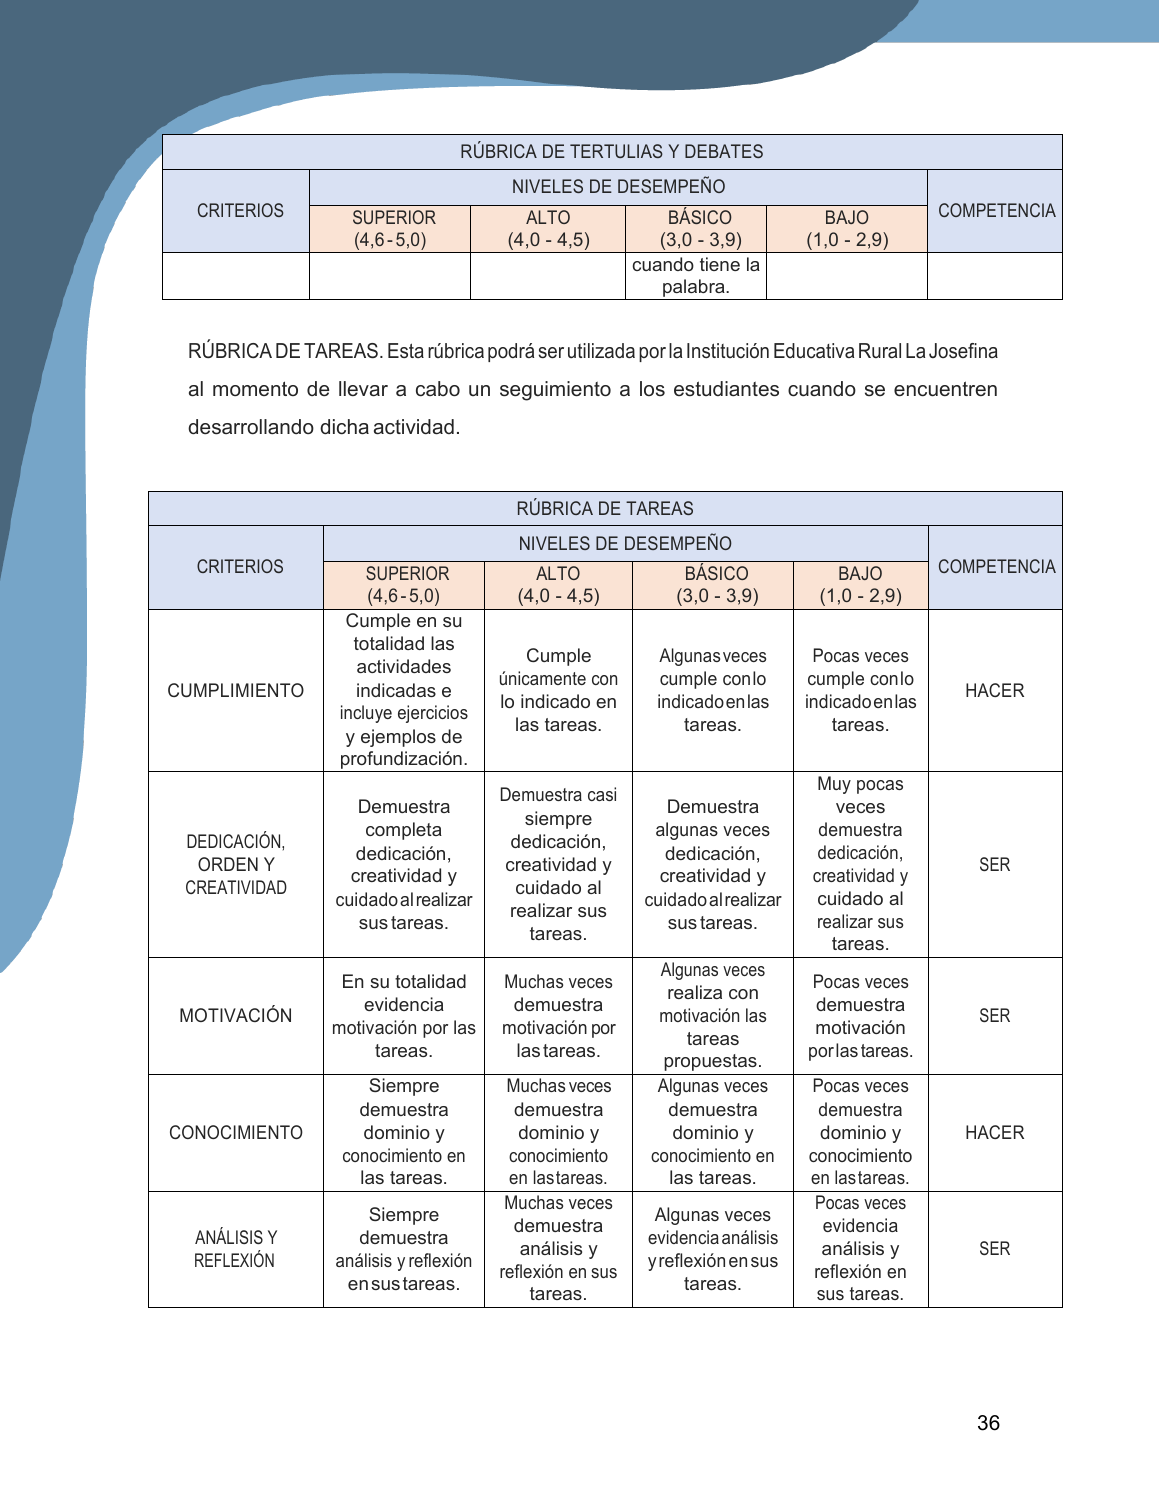 RÚBRICA DE TERTULIAS Y DEBATES
CRITERIOS
NIVELES DE DESEMPEÑO
COMPETENCIA
SUPERIOR
(4,6 - 5,0)
ALTO
(4,0 - 4,5)
BÁSICO
(3,0 - 3,9)
BAJO
(1,0 - 2,9)
cuando tiene la
palabra.
RÚBRICA DE TAREAS. Esta rúbrica podrá ser utilizada por la Institución Educativa Rural La Josefina
al momento de llevar a cabo un seguimiento a los estudiantes cuando se encuentren
desarrollando dicha actividad.
RÚBRICA DE TAREAS
CRITERIOS
NIVELES DE DESEMPEÑO
COMPETENCIA
SUPERIOR
(4,6 - 5,0)
ALTO
(4,0 - 4,5)
BÁSICO
(3,0 - 3,9)
BAJO
(1,0 - 2,9)
CUMPLIMIENTO
Cumple en su
totalidad las
actividades
indicadas e
incluye ejercicios
y ejemplos de
profundización.
Cumple
únicamente con
lo indicado en
las tareas.
Algunas veces
cumple con lo
indicado en las
tareas.
Pocas veces
cumple con lo
indicado en las
tareas.
HACER
DEDICACIÓN,
ORDEN Y
CREATIVIDAD
Demuestra
completa
dedicación,
creatividad y
cuidado al realizar
sus tareas.
Demuestra casi
siempre
dedicación,
creatividad y
cuidado al
realizar sus
tareas.
Demuestra
algunas veces
dedicación,
creatividad y
cuidado al realizar
sus tareas.
Muy pocas
veces
demuestra
dedicación,
creatividad y
cuidado al
realizar sus
tareas.
SER
MOTIVACIÓN
En su totalidad
evidencia
motivación por las
tareas.
Muchas veces
demuestra
motivación por
las tareas.
Algunas veces
realiza con
motivación las
tareas
propuestas.
Pocas veces
demuestra
motivación
por las tareas.
SER
CONOCIMIENTO
Siempre
demuestra
dominio y
conocimiento en
las tareas.
Muchas veces
demuestra
dominio y
conocimiento
en las tareas.
Algunas veces
demuestra
dominio y
conocimiento en
las tareas.
Pocas veces
demuestra
dominio y
conocimiento
en las tareas.
HACER
ANÁLISIS Y
REFLEXIÓN
Siempre
demuestra
análisis y reflexión
en sus tareas.
Muchas veces
demuestra
análisis y
reflexión en sus
tareas.
Algunas veces
evidencia análisis
y reflexión en sus
tareas.
Pocas veces
evidencia
análisis y
reflexión en
sus tareas.
SER
36